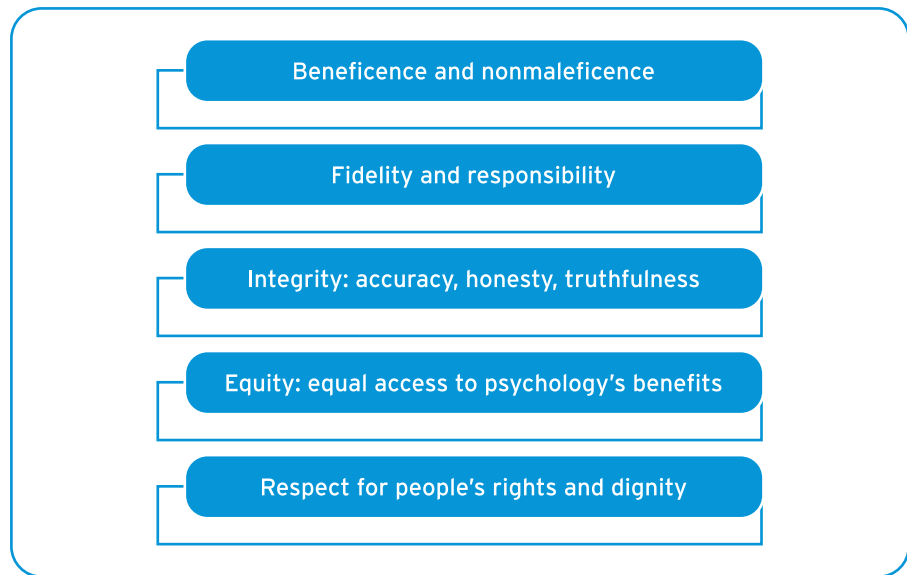 Beneficence and nonmaleficence
Fidelity and responsibility
Integrity: accuracy, honesty, truthfulness
Equity: equal access to psychology’s benefits
Respect for people’s rights and dignity